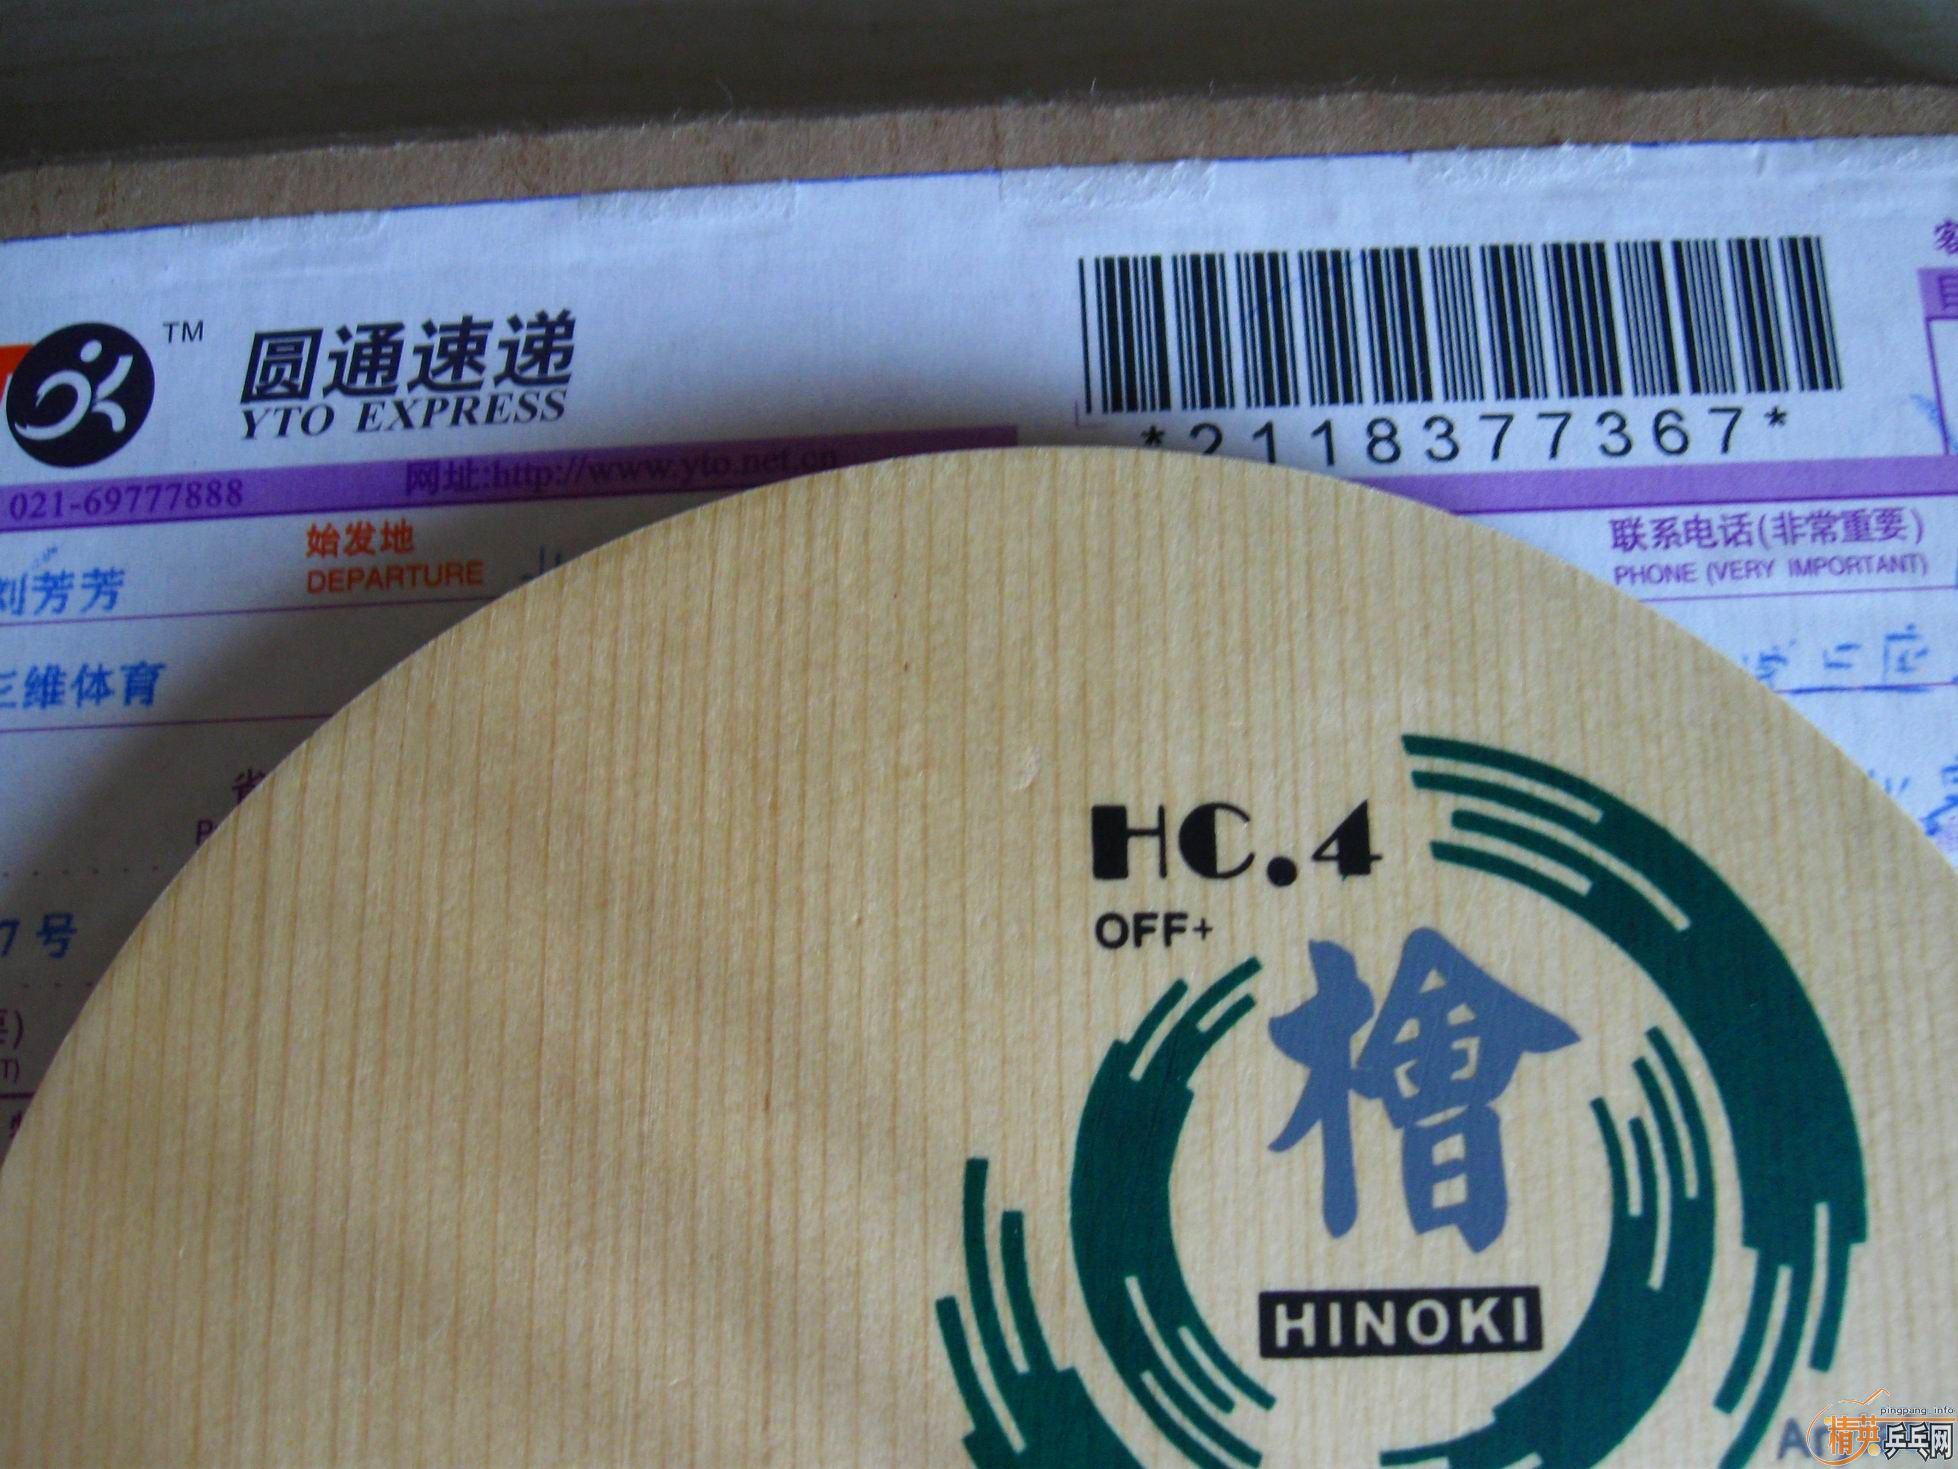 TM
圆通速递
YTO EXPRESS
*2118377367*
021-69777888
网址:http://www.yto.net.cn
始发地
DEPARTURE
联系电话(非常重要)
PHONE (VERY IMPORTANT)
刘芳芳
三维体育
7号
HC.4
OFF+
檜
HINOKI
pingpang.info
精英乒乓网